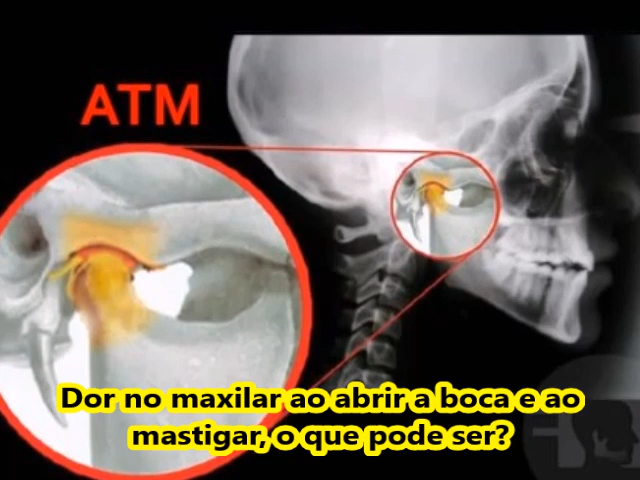 ATM
Dor no maxilar ao abrir a boca e ao
mastigar, o que pode ser?